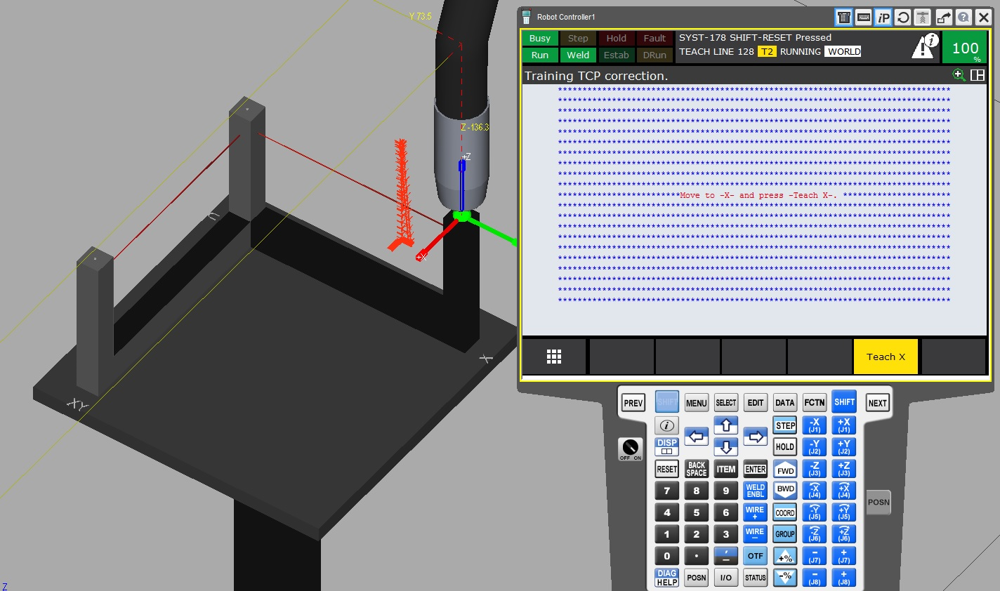 Y 73.5
Z -136.3
+Z
+X
X
XY
Z
Robot Controller1
iP
Busy
Step
Hold
Fault
Run
Weld
Estab
DRun
SYST-178 SHIFT-RESET Pressed
TEACH LINE 128 T2 RUNNING WORLD
100
%
Training TCP correction.
Move to -X- and press -Teach X-.
Teach X
PREV
SHIFT
MENU
SELECT
EDIT
DATA
FCTN
SHIFT
NEXT
i
STEP
-X (J1)
+X (J1)
DISP
HOLD
-Y (J2)
+Y (J2)
OFF ON
RESET
BACK SPACE
ITEM
ENTER
FWD
-Z (J3)
+Z (J3)
7
8
9
WELD ENBL
BWD
-X (J4)
+X (J4)
POSN
4
5
6
WIRE +
COORD
-Y (J5)
+Y (J5)
1
2
3
WIRE –
GROUP
-Z (J6)
+Z (J6)
0
.
, –
OTF
+%
– (J7)
+ (J7)
DIAG HELP
POSN
I/O
STATUS
-%
– (J8)
+ (J8)